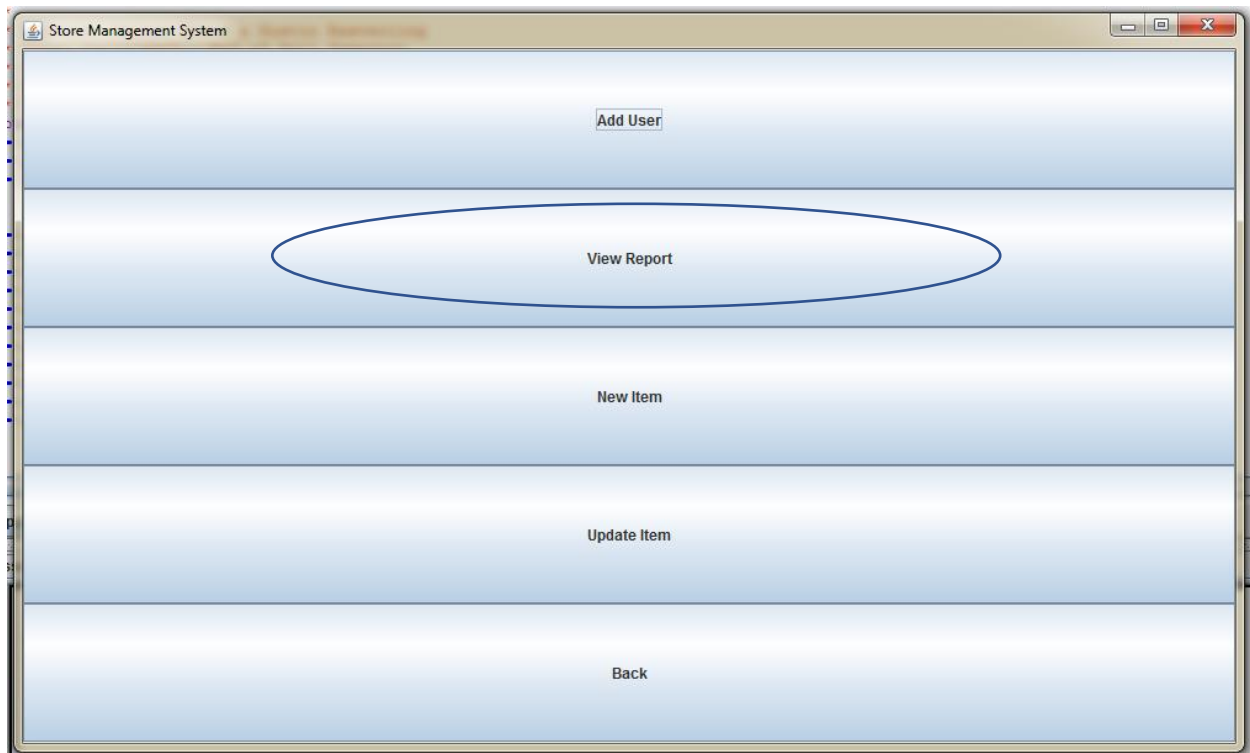 Store Management System
Add User
View Report
New Item
Update Item
Back